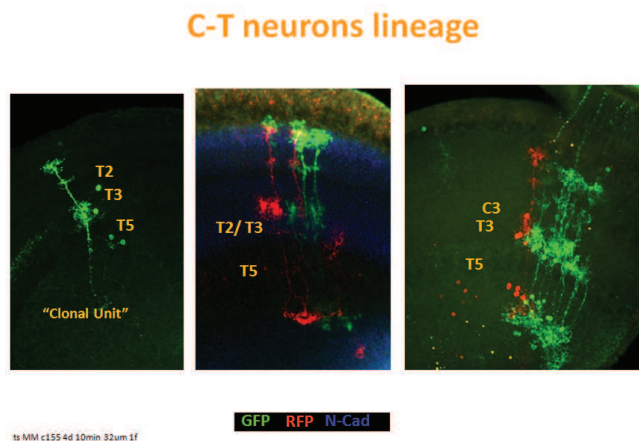 C-T neurons lineage
T2
T3
T5
"Clonal Unit"
T2/ T3
T5
C3
T3
T5
GFP RFP N-Cad
ts MM c155 4d 10min 32um 1f